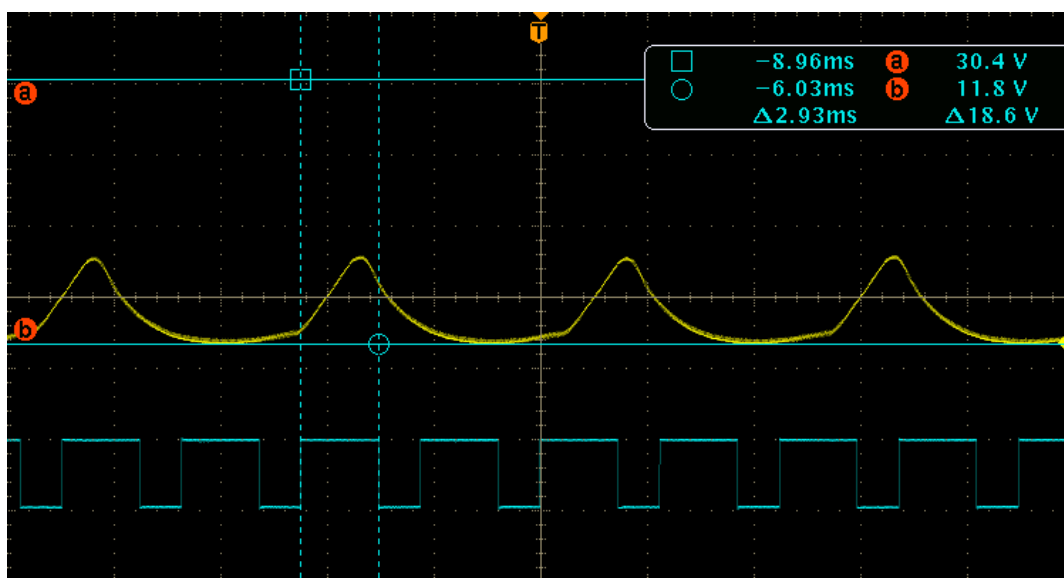 T
a
−8.96ms a 30.4 V
−6.03ms b 11.8 V
Δ2.93ms Δ18.6 V
b